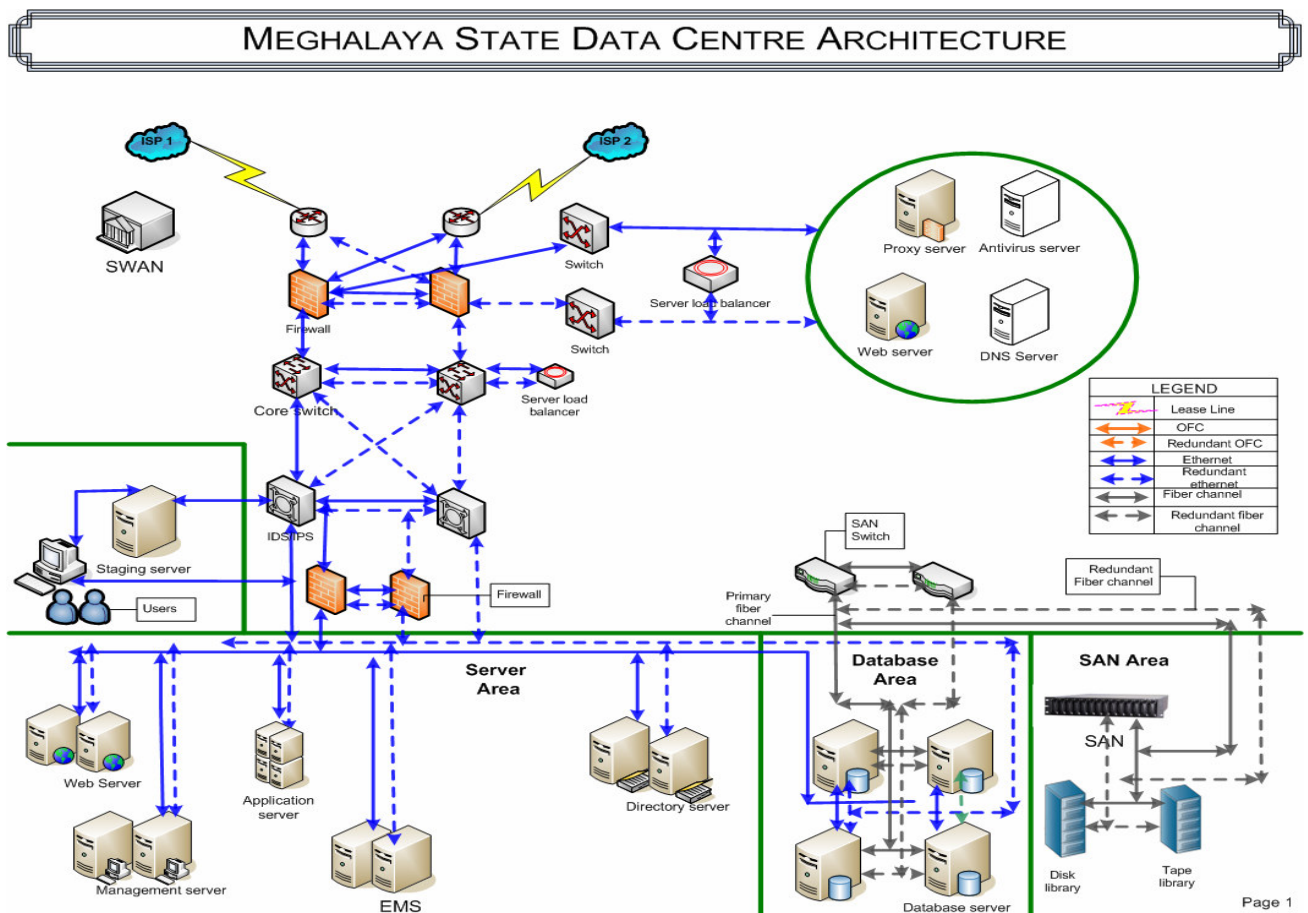 MEGHALAYA STATE DATA CENTRE ARCHITECTURE
ISP 1
ISP 2
SWAN
Switch
Proxy server
Antivirus server
Server load balancer
Firewall
Switch
Web server
DNS Server
Core switch
Server load
balancer
LEGEND
Lease Line
OFC
Redundant OFC
Ethernet
Redundant
ethernet
Fiber channel
Redundant fiber
channel
IDS/IPS
Staging server
Users
Firewall
SAN
Switch
Primary
fiber
channel
Redundant
Fiber channel
Server
Area
Database
Area
SAN Area
Web Server
Application
server
Directory server
SAN
Management server
EMS
Database server
Disk
library
Tape
library
Page 1